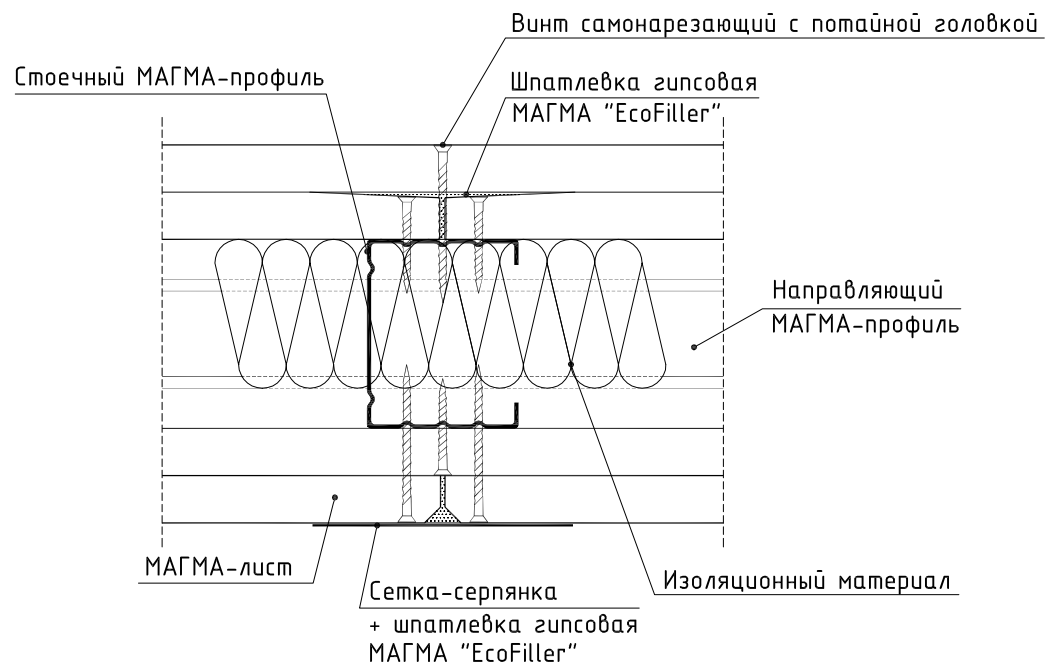 Винт самонарезающий с потайной головкой
Стоечный МАГМА-профиль
Шпатлевка гипсовая
МАГМА "EcoFiller"
Направляющий
МАГМА-профиль
МАГМА-лист
Изоляционный материал
Сетка-серпянка
+ шпатлевка гипсовая
МАГМА "EcoFiller"